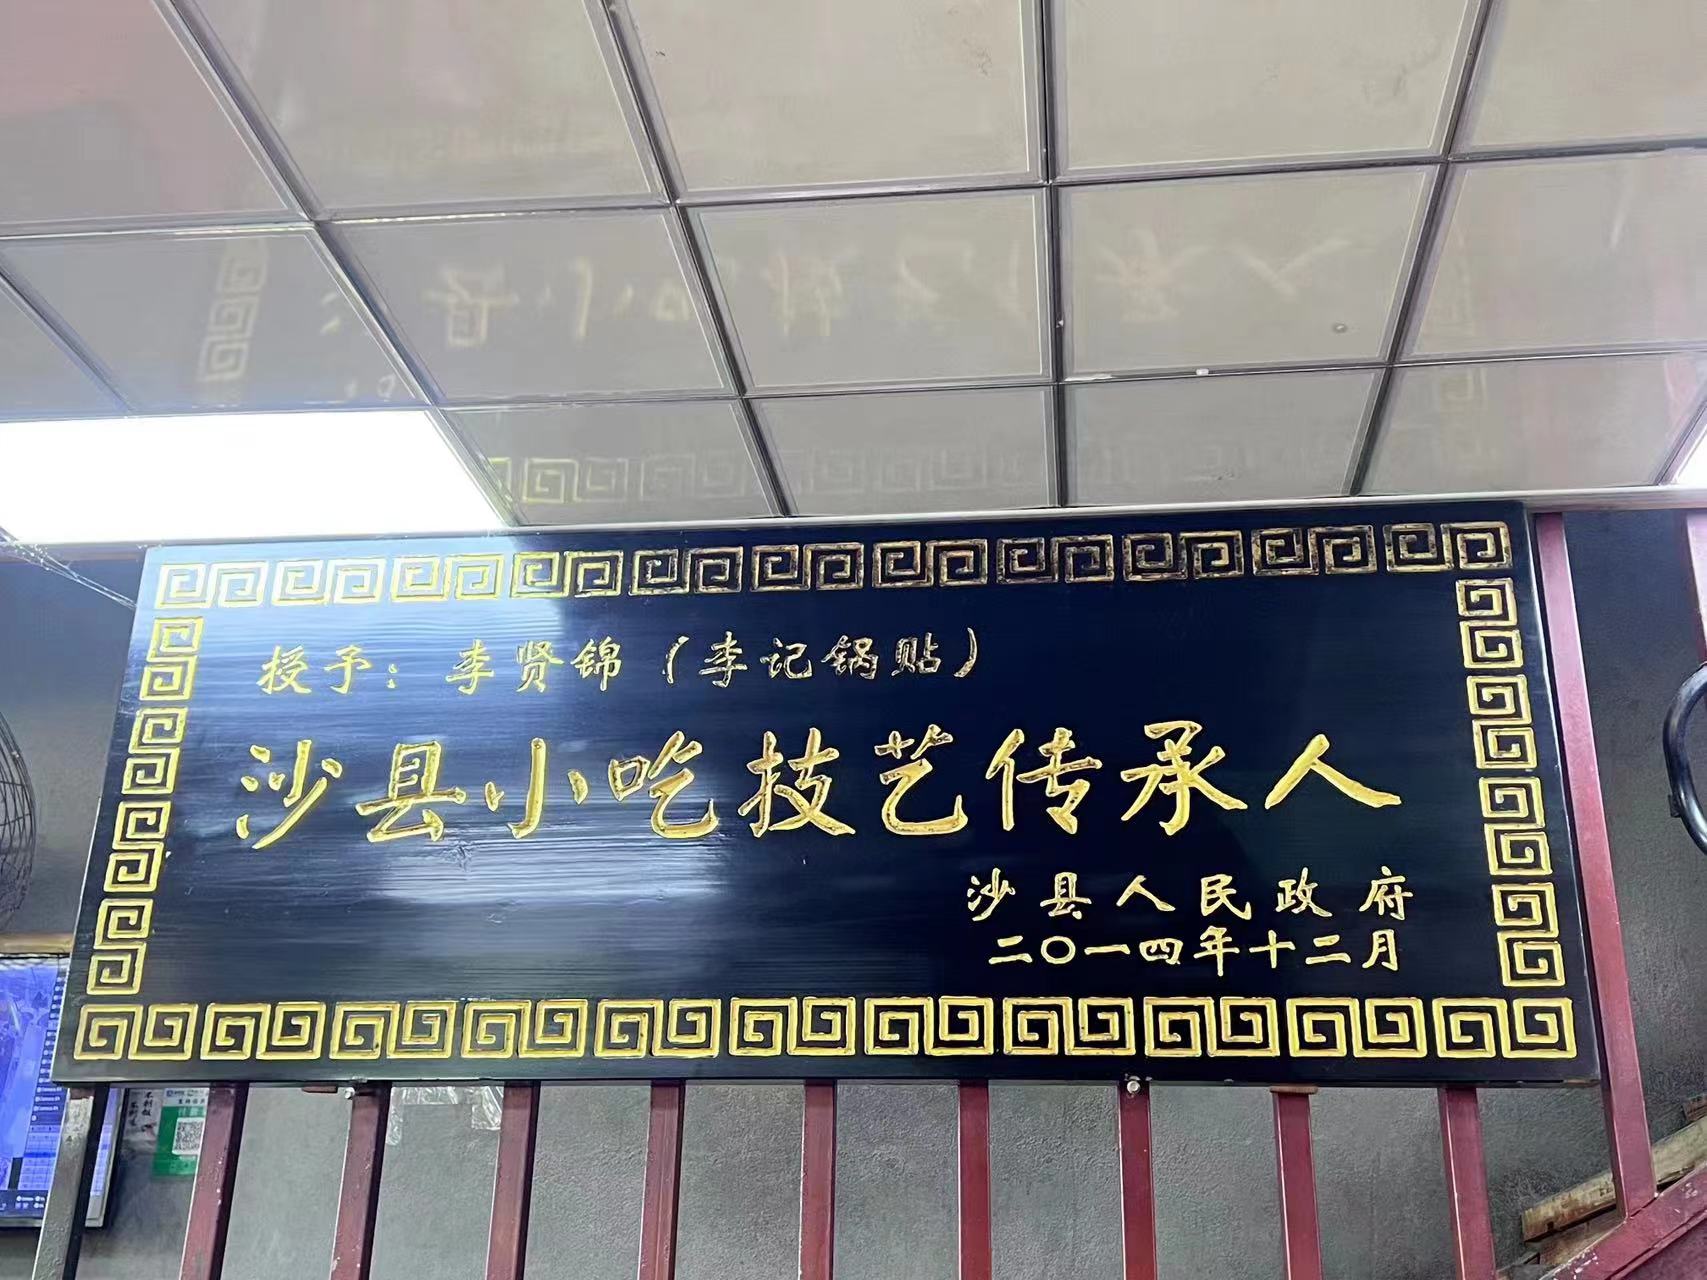 授予：李贤锦（李记锅贴）
沙县小吃技艺传承人
沙县人民政府
二〇一四年十二月